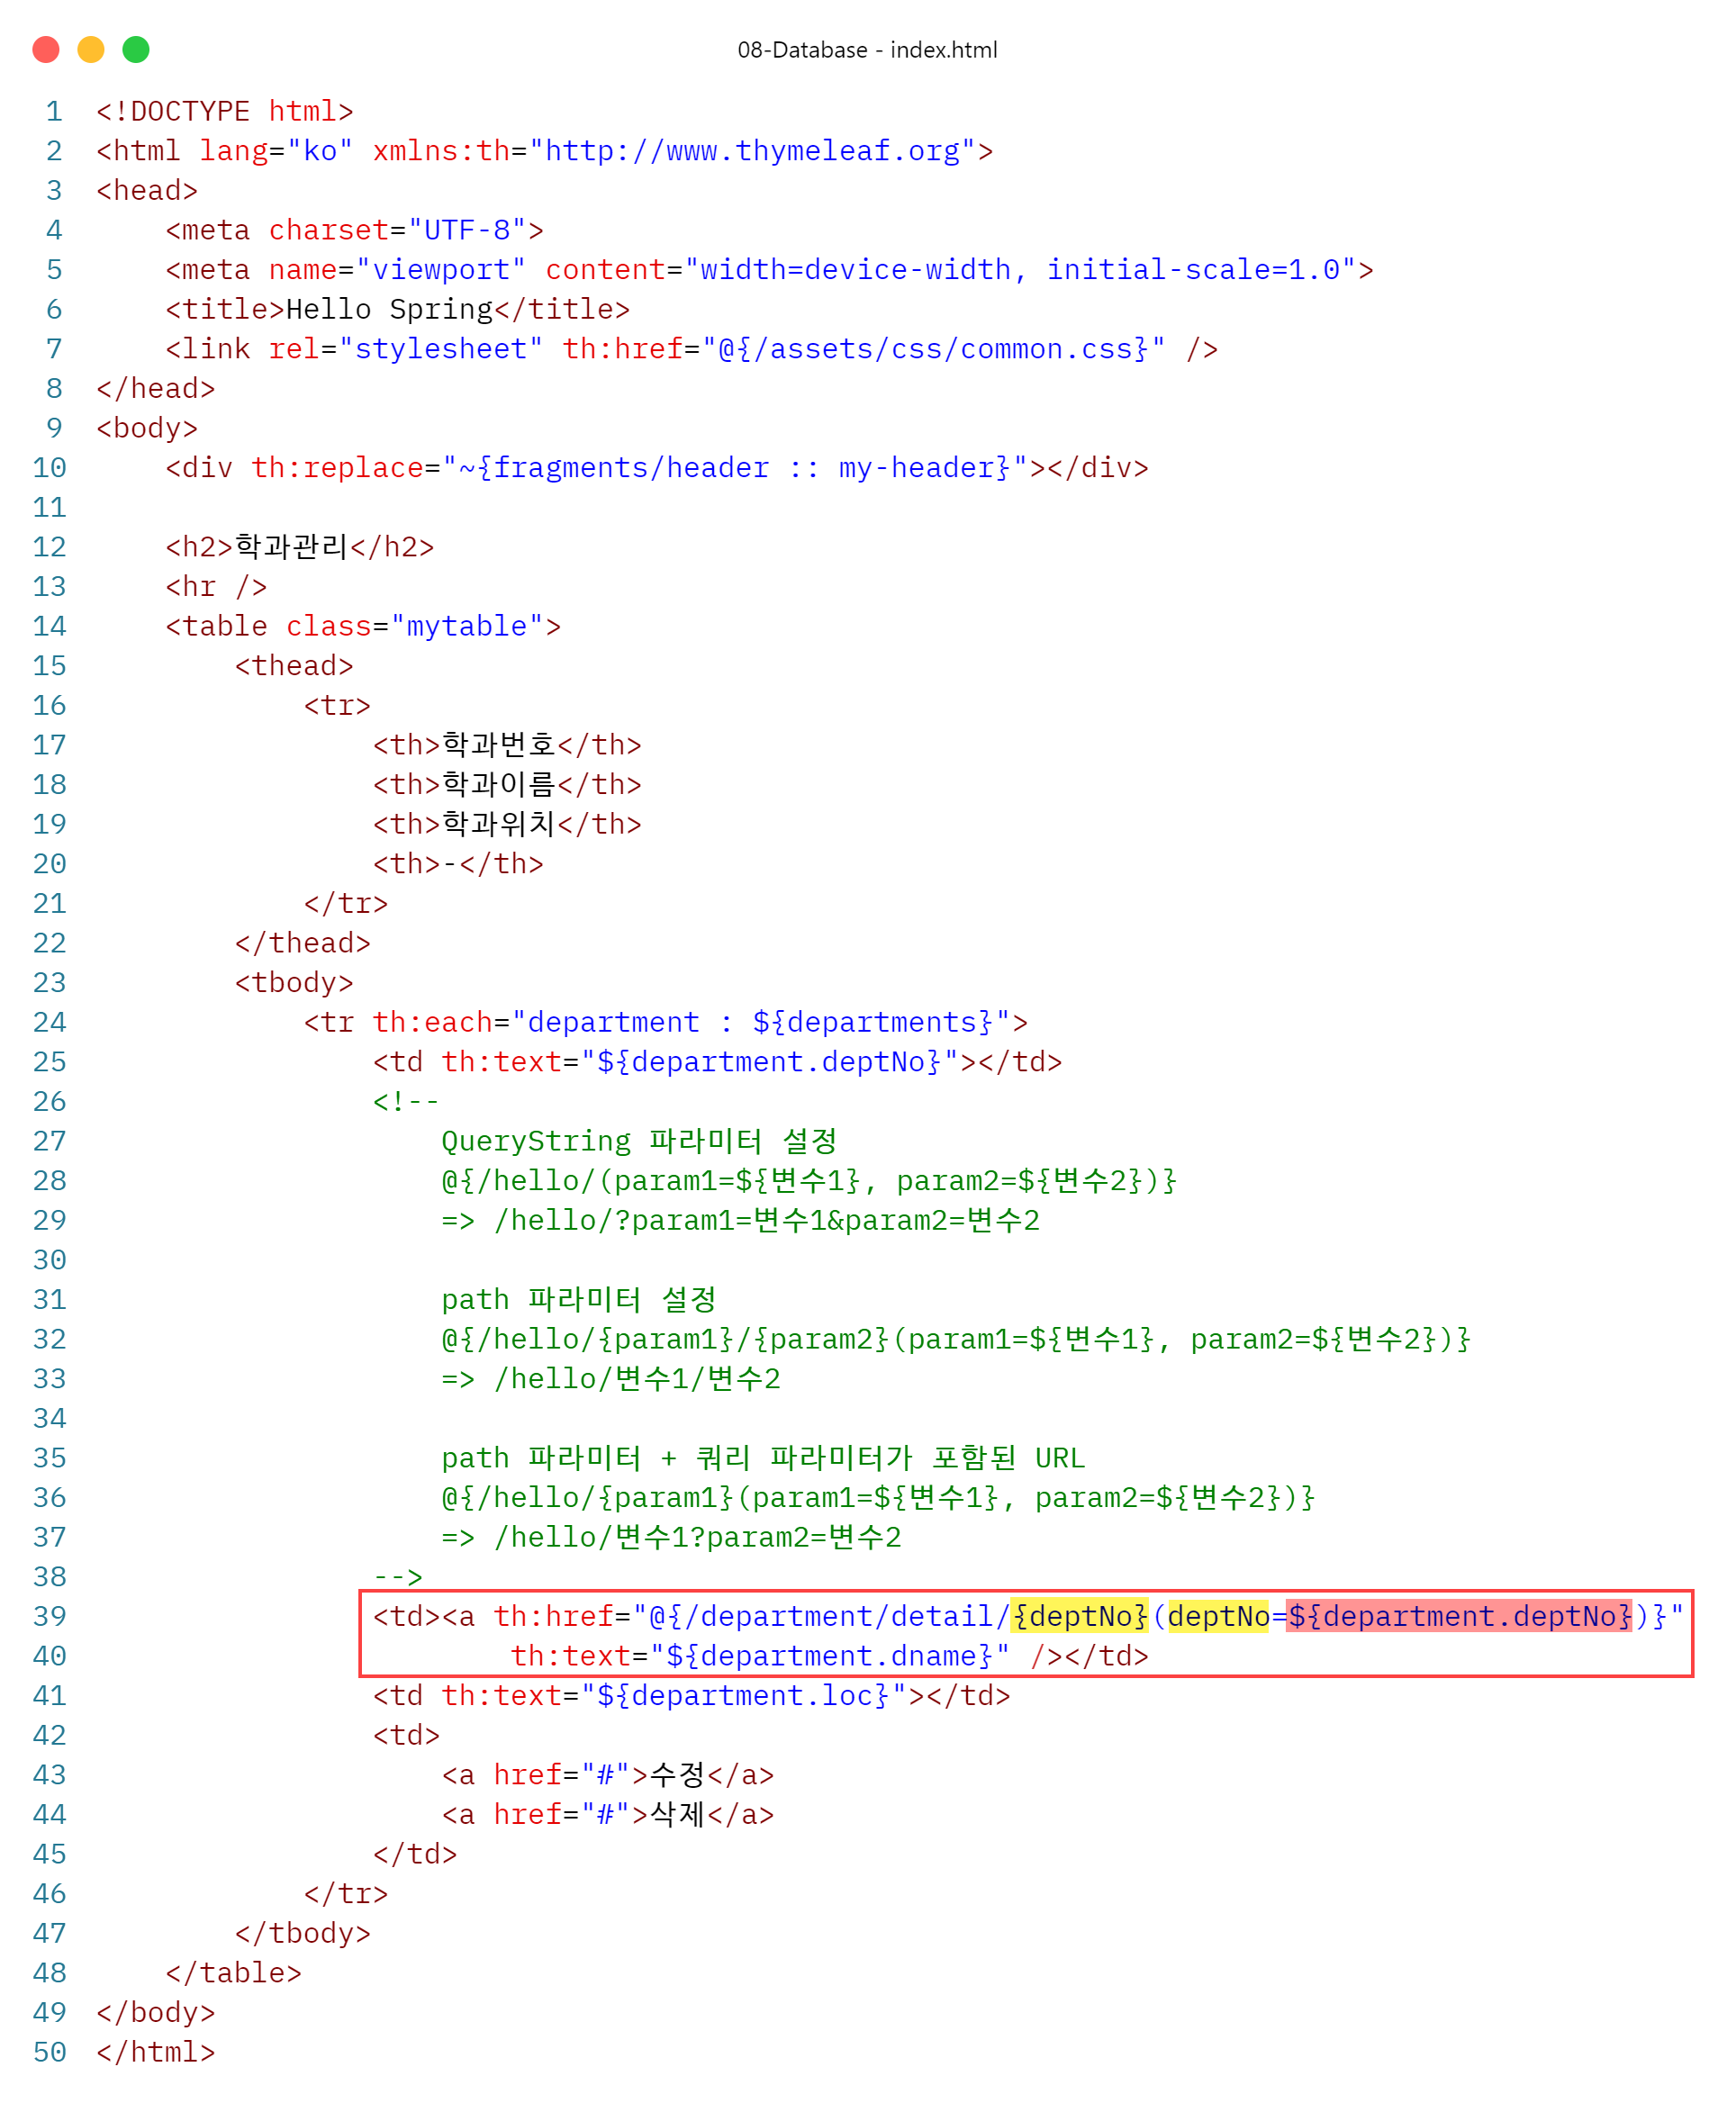 08-Database - index.html
1 <!DOCTYPE html>
2 <html lang="ko" xmlns:th="http://www.thymeleaf.org">
3 <head>
4     <meta charset="UTF-8">
5     <meta name="viewport" content="width=device-width, initial-scale=1.0">
6     <title>Hello Spring</title>
7     <link rel="stylesheet" th:href="@{/assets/css/common.css}" />
8 </head>
9 <body>
10     <div th:replace="~{fragments/header :: my-header}"></div>
11
12     <h2>학과관리</h2>
13     <hr />
14     <table class="mytable">
15         <thead>
16             <tr>
17                 <th>학과번호</th>
18                 <th>학과이름</th>
19                 <th>학과위치</th>
20                 <th>-</th>
21             </tr>
22         </thead>
23         <tbody>
24             <tr th:each="department : ${departments}">
25                 <td th:text="${department.deptNo}"></td>
26                 <!--
27                     QueryString 파라미터 설정
28                     @{/hello/(param1=${변수1}, param2=${변수2})}
29                     => /hello/?param1=변수1&param2=변수2
30
31                     path 파라미터 설정
32                     @{/hello/{param1}/{param2}(param1=${변수1}, param2=${변수2})}
33                     => /hello/변수1/변수2
34
35                     path 파라미터 + 쿼리 파라미터가 포함된 URL
36                     @{/hello/{param1}(param1=${변수1}, param2=${변수2})}
37                     => /hello/변수1?param2=변수2
38                 -->
39                 <td><a th:href="@{/department/detail/{deptNo}(deptNo=${department.deptNo})}"
40                         th:text="${department.dname}" /></td>
41                 <td th:text="${department.loc}"></td>
42                 <td>
43                     <a href="#">수정</a>
44                     <a href="#">삭제</a>
45                 </td>
46             </tr>
47         </tbody>
48     </table>
49 </body>
50 </html>